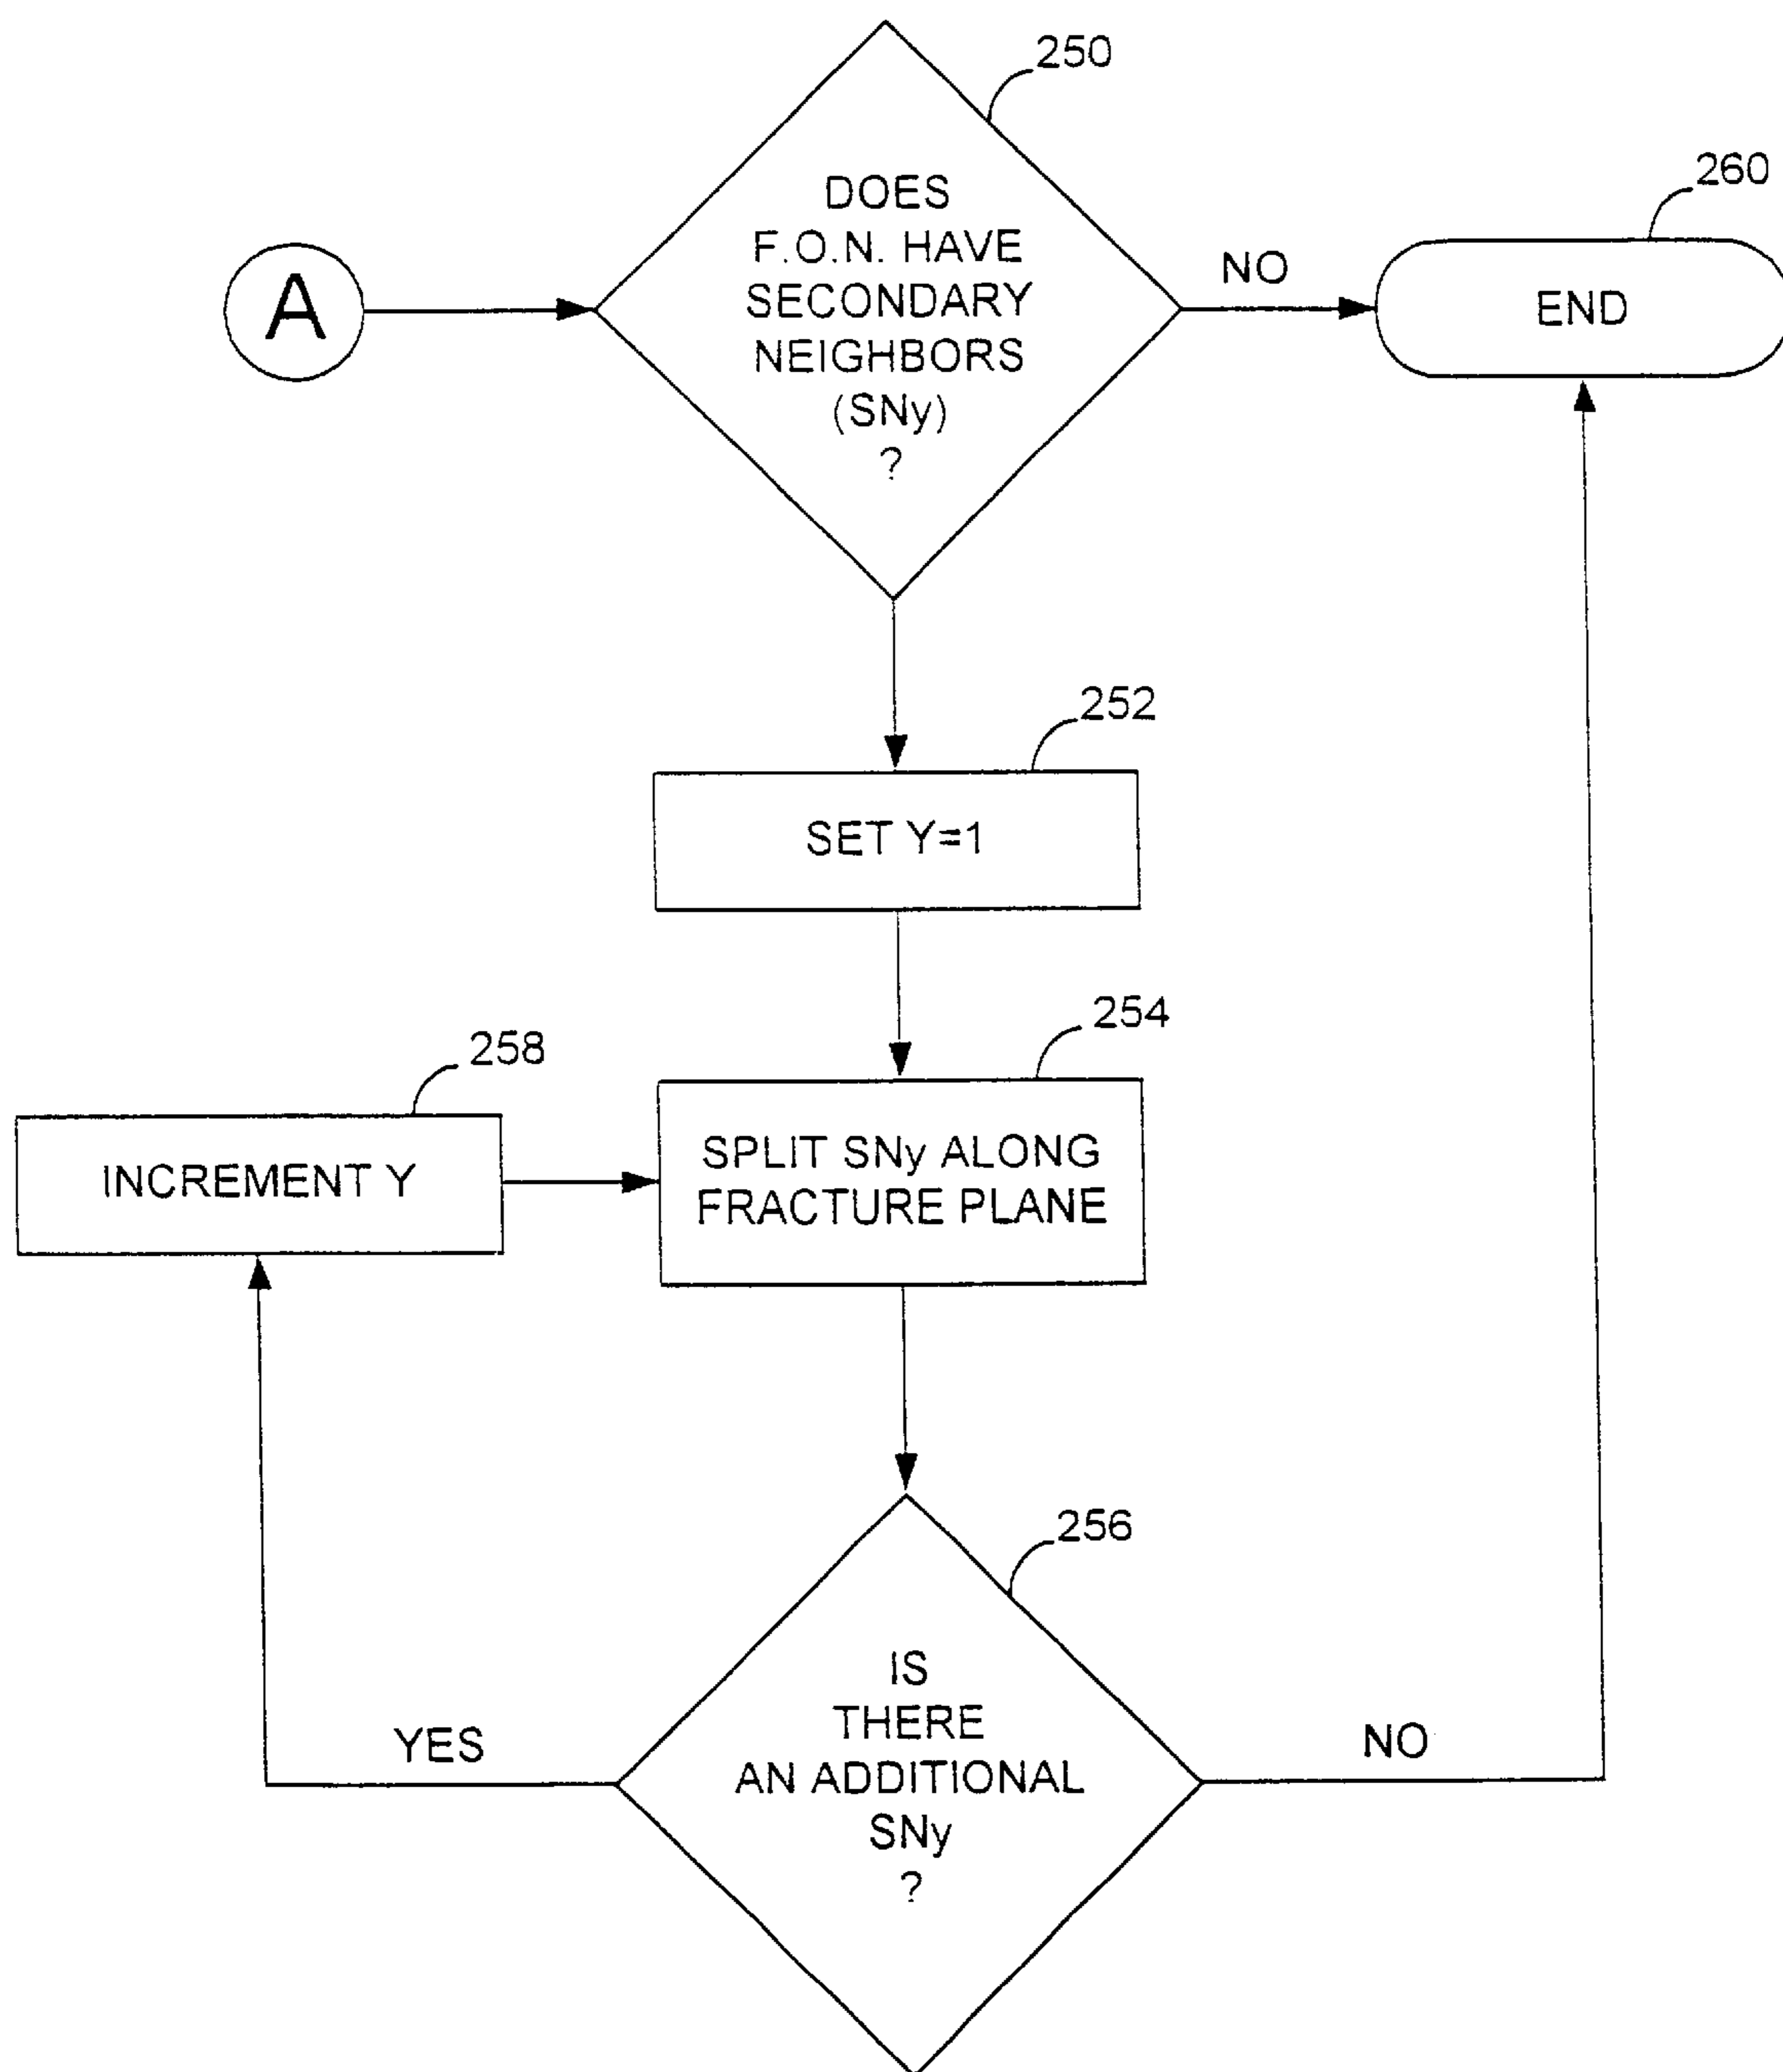 250
DOES
F.O.N. HAVE
SECONDARY
NEIGHBORS
(SNy)
?
A
NO
260
END
252
SET Y=1
254
SPLIT SNy ALONG
FRACTURE PLANE
258
INCREMENT Y
256
IS
THERE
AN ADDITIONAL
SNy
?
YES
NO